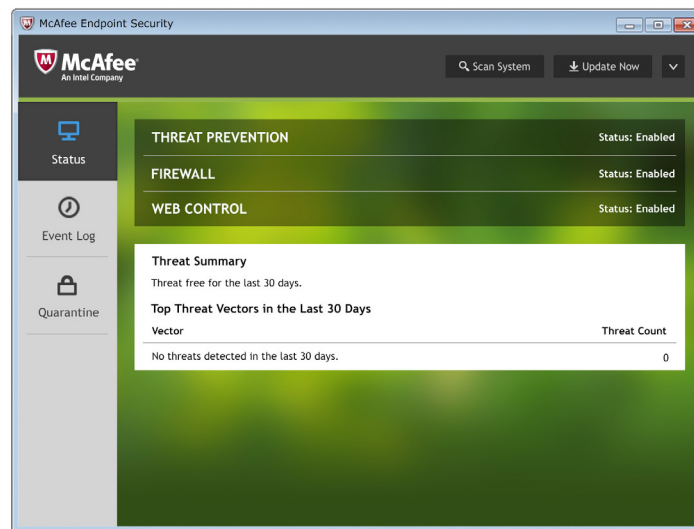 McAfee Endpoint Security
McAfee
An Intel Company
Scan System
Update Now
Status
Event Log
Quarantine
THREAT PREVENTION Status: Enabled
FIREWALL Status: Enabled
WEB CONTROL Status: Enabled
Threat Summary
Threat free for the last 30 days.
Top Threat Vectors in the Last 30 Days
Vector Threat Count
No threats detected in the last 30 days. 0